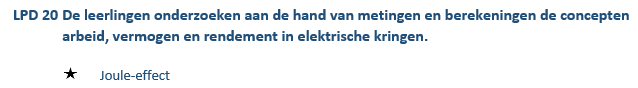 LPD 20 De leerlingen onderzoeken aan de hand van metingen en berekeningen de concepten
arbeid, vermogen en rendement in elektrische kringen.
★ Joule-effect